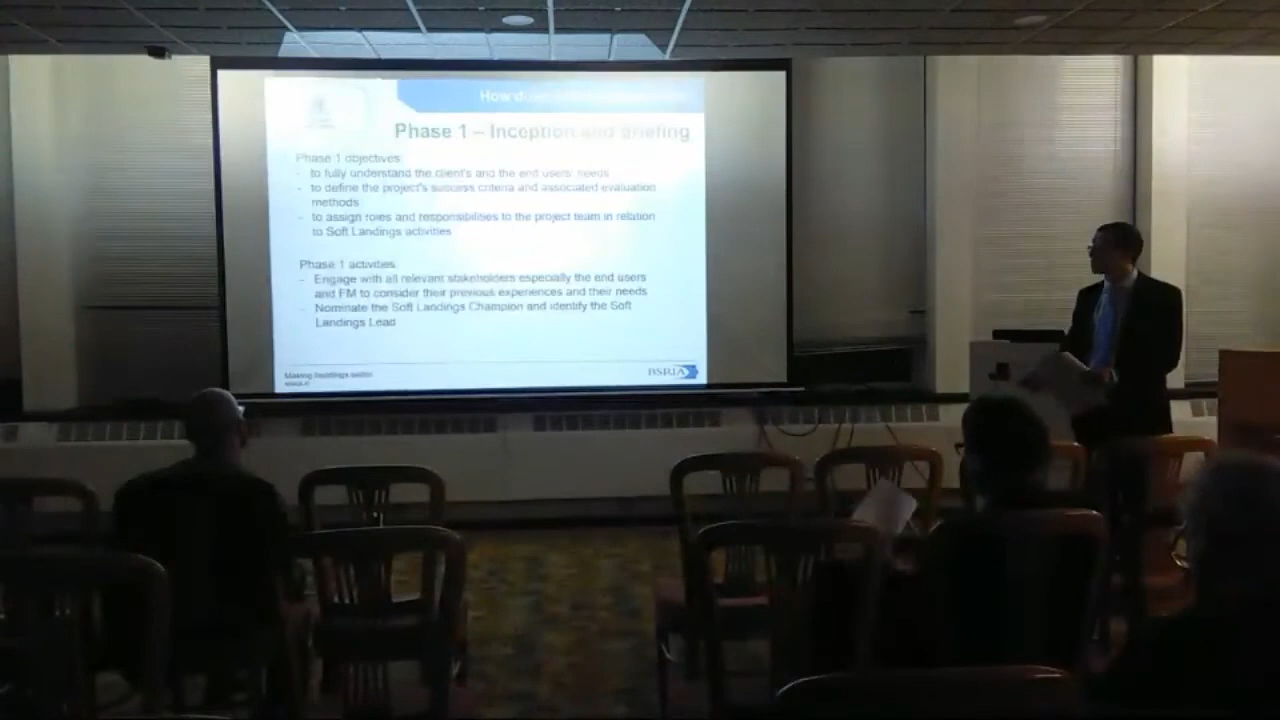 How
Phase 1 – Inception and Briefing
Phase 1 objectives:
- to fully understand the client's and the end users' needs
- to define the project's success criteria and associated evaluation
methods
- to assign roles and responsibilities to the project team in relation
to Soft Landings activities
Phase 1 activities:
- Engage with all relevant stakeholders especially the end users
and FM to consider their previous experiences and their needs
- Nominate the Soft Landings Champion and identify the Soft
Landings Lead
Making buildings better
BSRIA